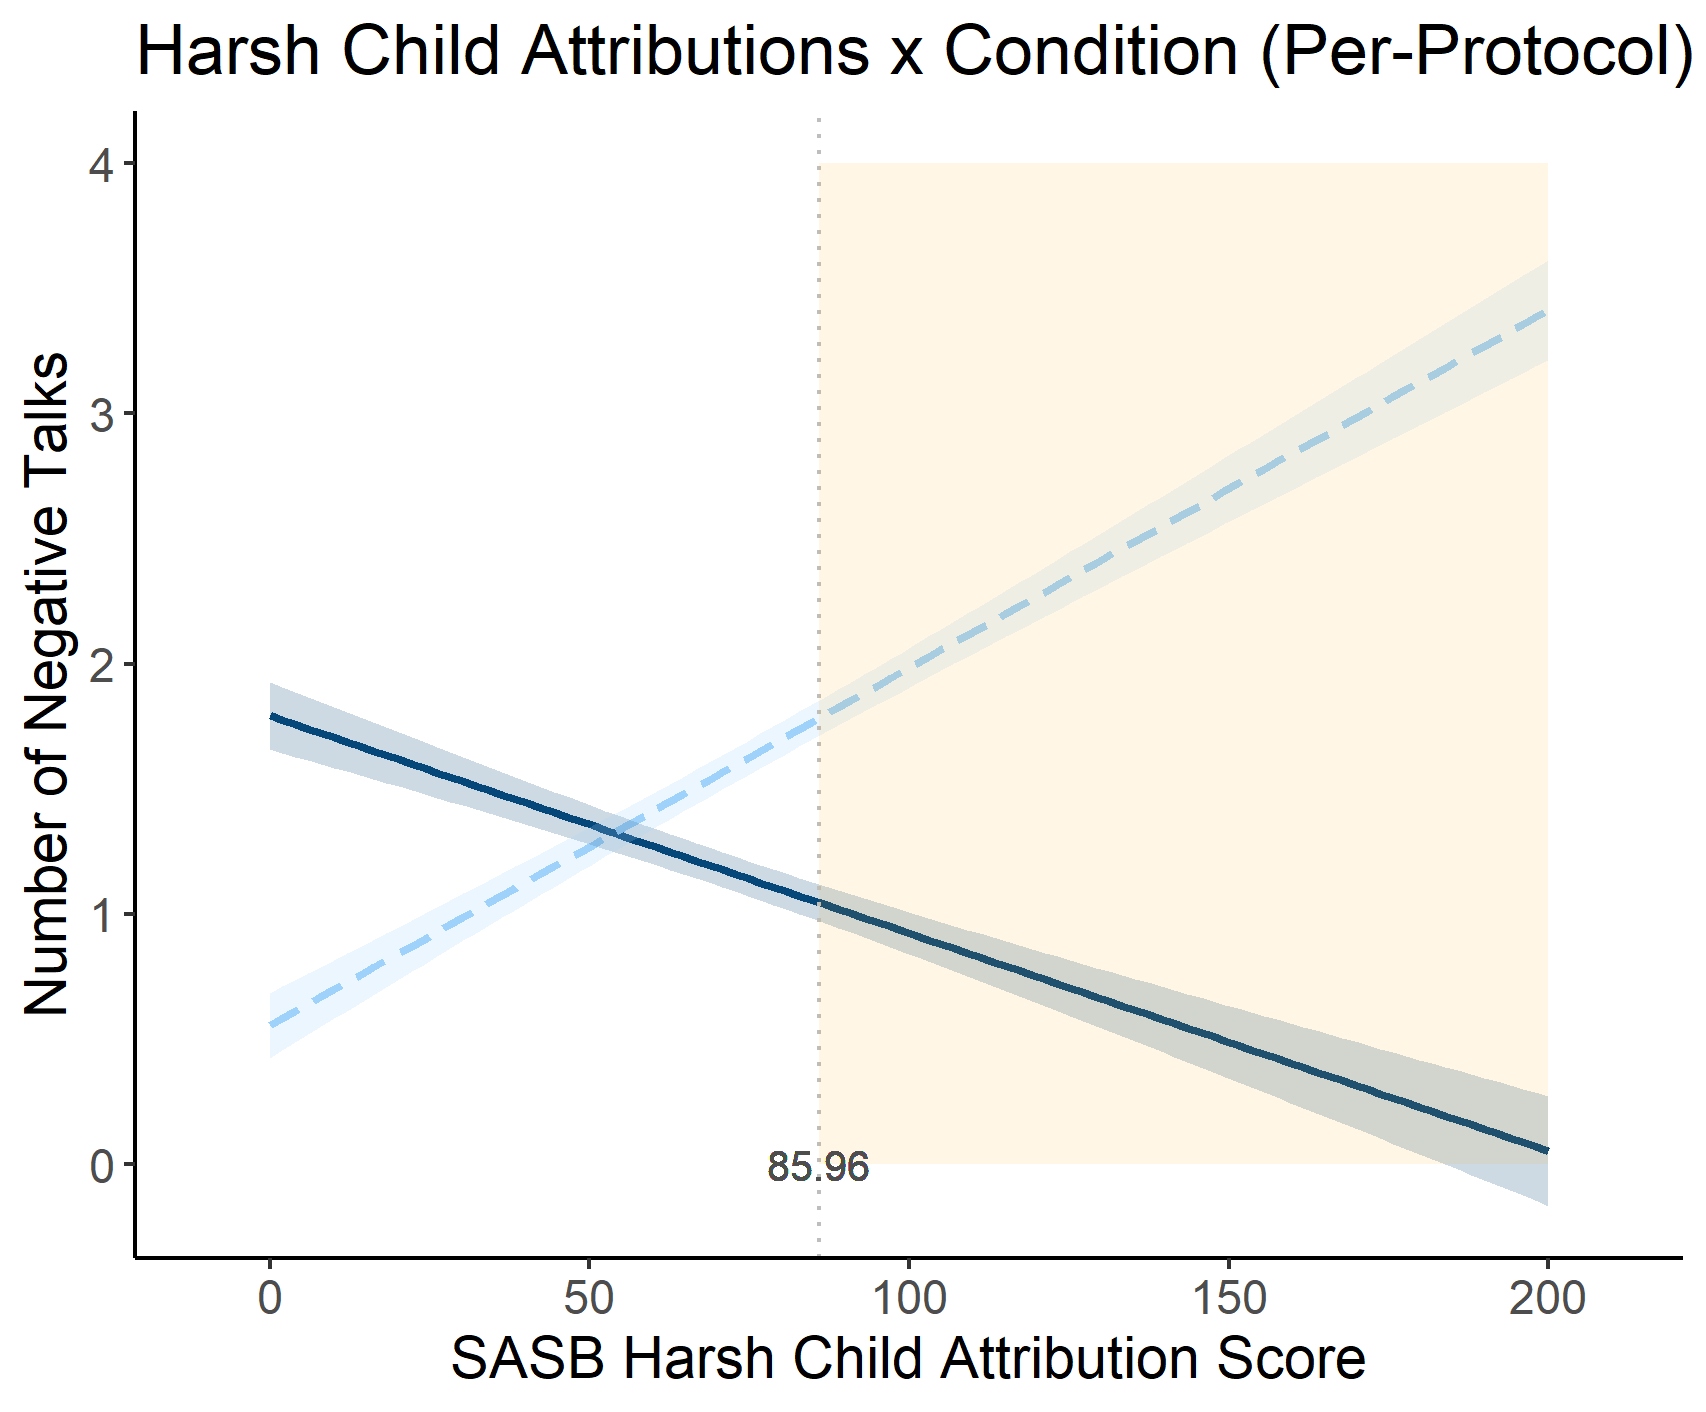 Harsh Child Attributions x Condition (Per-Protocol)
Number of Negative Talks
4
3
2
1
0
85.96
0 50 100 150 200
SASB Harsh Child Attribution Score